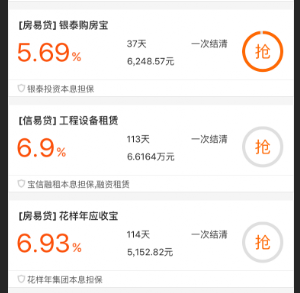 [房易贷] 银泰购房宝
5.69% 37天 一次结清 抢
6,248.57元
银泰投资本息担保
[信易贷] 工程设备租赁
6.9% 113天 一次结清 抢
6.6164万元
宝信融租本息担保,融资租赁
[房易贷] 花样年应收宝
6.93% 114天 一次结清 抢
5,152.82元
花样年集团本息担保